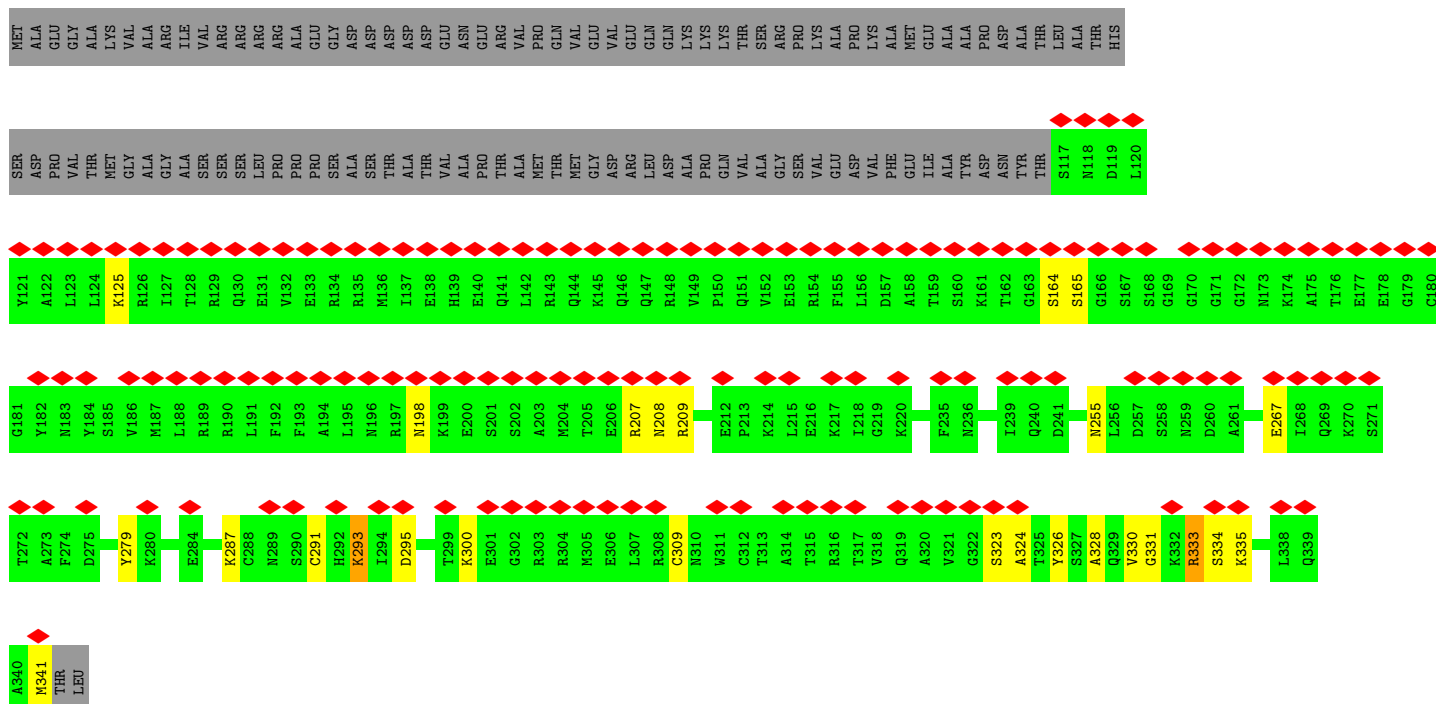 MET ALA GLU GLY ALA LYS VAL ALA ARG ILE VAL ARG ARG ARG ARG ALA GLU GLY ASP ASP ASP ASP ASP GLU ASN GLU ARG VAL PRO GLN VAL GLU VAL GLU GLN GLN LYS LYS LYS THR SER ARG PRO LYS ALA PRO LYS ALA MET GLU ALA ALA PRO ASP ALA THR LEU ALA THR HIS
SER ASP PRO VAL THR MET GLY ALA GLY ALA SER SER SER LEU PRO PRO PRO SER ALA SER THR ALA THR VAL ALA PRO THR ALA MET THR MET GLY ASP ARG LEU ASP ALA PRO GLN VAL ALA GLY SER VAL GLU ASP VAL PHE GLU ILE ALA TYR ASP ASN TYR THR S117 N118 D119 L120
Y121 A122 L123 L124 K125 R126 I127 T128 R129 Q130 E131 V132 E133 R134 R135 M136 I137 E138 H139 E140 Q141 L142 R143 Q144 K145 Q146 Q147 R148 V149 P150 Q151 V152 E153 R154 F155 L156 D157 A158 T159 S160 K161 T162 G163 S164 S165 G166 S167 S168 G169 G170 G171 G172 N173 K174 A175 T176 E177 E178 G179 C180
G181 Y182 N183 Y184 S185 V186 M187 L188 R189 R190 L191 F192 F193 A194 L195 N196 R197 N198 K199 E200 S201 S202 A203 M204 T205 E206 R207 N208 R209 E212 P213 K214 L215 E216 K217 I218 G219 K220 F235 N236 I239 Q240 D241 N255 L256 D257 S258 N259 D260 A261 E267 I268 Q269 K270 S271
T272 A273 F274 D275 Y279 K280 E284 K287 C288 N289 S290 C291 H292 K293 I294 D295 T299 K300 E301 G302 R303 R304 M305 E306 L307 R308 C309 N310 W311 C312 T313 A314 T315 R316 T317 V318 Q319 A320 V321 G322 S323 A324 T325 Y326 S327 A328 Q329 V330 G331 K332 R333 S334 K335 L338 Q339
A340 M341 THR LEU